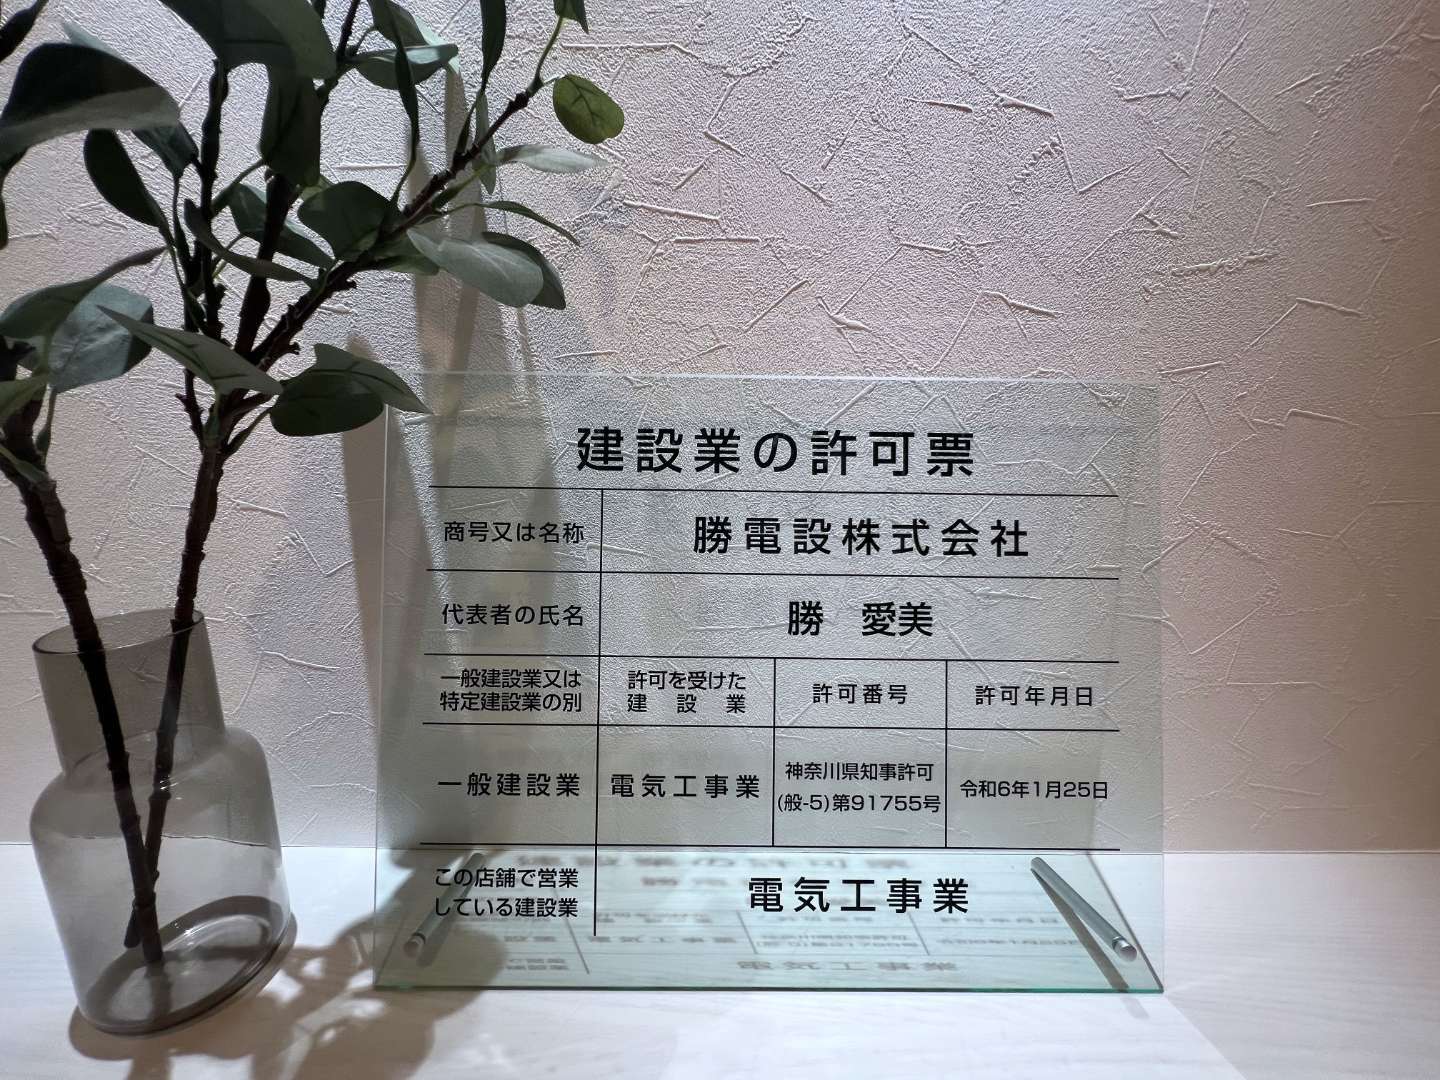 建設業の許可票
商号又は名称 勝電設株式会社
代表者の氏名 勝 愛美
一般建設業又は
特定建設業の別
許可を受けた
建設業
許可番号
許可年月日
一般建設業
電気工事業
神奈川県知事許可
(般-5)第91755号
令和6年1月25日
この店舗で営業
している建設業
電気工事業